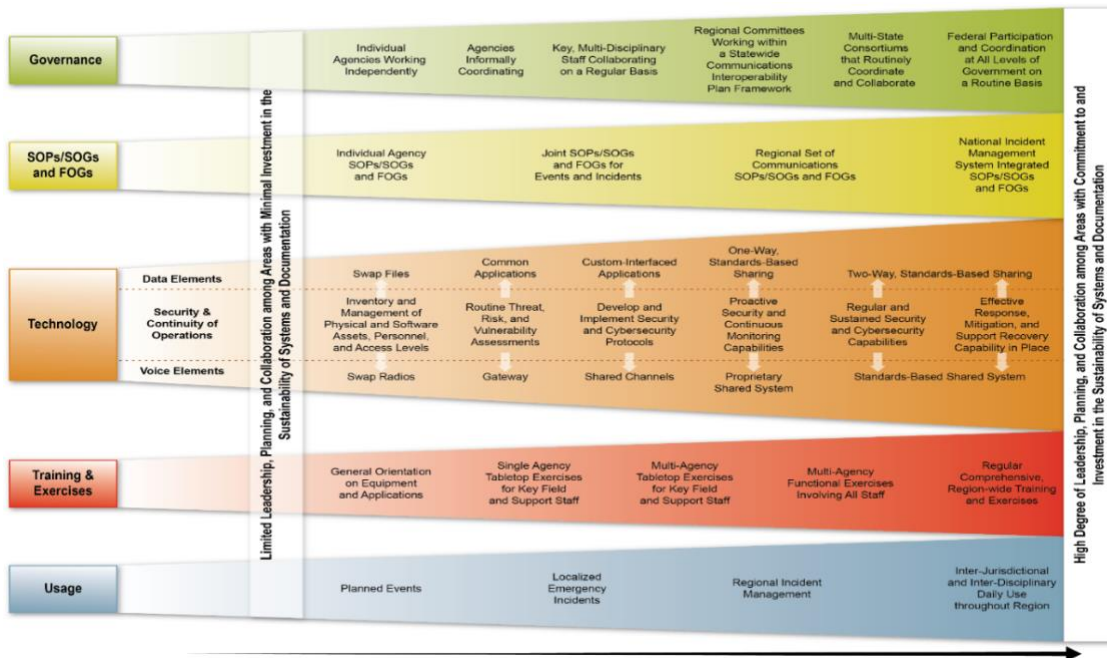 Governance
Individual
Agencies Working
Independently
Agencies
Informally
Coordinating
Key, Multi-Disciplinary
Staff Collaborating
on a Regular Basis
Regional Committees
Working within
a Statewide
Communications
Interoperability
Plan Framework
Multi-State
Consortiums
that Routinely
Coordinate
and Collaborate
Federal Participation
and Coordination
at All Levels of
Government on
a Routine Basis
SOPs/SOGs
and FOGs
Individual Agency
SOPs/SOGs
and FOGs
Joint SOPs/SOGs
and FOGs for
Events and Incidents
Regional Set of
Communications
SOPs/SOGs and FOGs
National Incident
Management
System Integrated
SOPs/SOGs
and FOGs
Technology
Data Elements
Swap Files
Common
Applications
Custom-Interfaced
Applications
One-Way,
Standards-Based
Sharing
Two-Way, Standards-Based Sharing
Security &
Continuity of
Operations
Inventory and
Management of
Physical and Software
Assets, Personnel,
and Access Levels
Routine Threat,
Risk, and
Vulnerability
Assessments
Develop and
Implement Security
and Cybersecurity
Protocols
Proactive
Security and
Continuous
Monitoring
Capabilities
Regular and
Sustained Security
and Cybersecurity
Capabilities
Effective
Response,
Mitigation, and
Support Recovery
Capability in Place
Voice Elements
Swap Radios
Gateway
Shared Channels
Proprietary
Shared System
Standards-Based Shared System
Training &
Exercises
General Orientation
on Equipment
and Applications
Single Agency
Tabletop Exercises
for Key Field
and Support Staff
Multi-Agency
Tabletop Exercises
for Key Field
and Support Staff
Multi-Agency
Functional Exercises
Involving All Staff
Regular
Comprehensive,
Region-wide Training
and Exercises
Usage
Planned Events
Localized
Emergency
Incidents
Regional Incident
Management
Inter-Jurisdictional
and Inter-Disciplinary
Daily Use
throughout Region
Limited Leadership, Planning, and Collaboration among Areas with Minimal Investment in the
Sustainability of Systems and Documentation
High Degree of Leadership, Planning, and Collaboration among Areas with Commitment to and
Investment in the Sustainability of Systems and Documentation